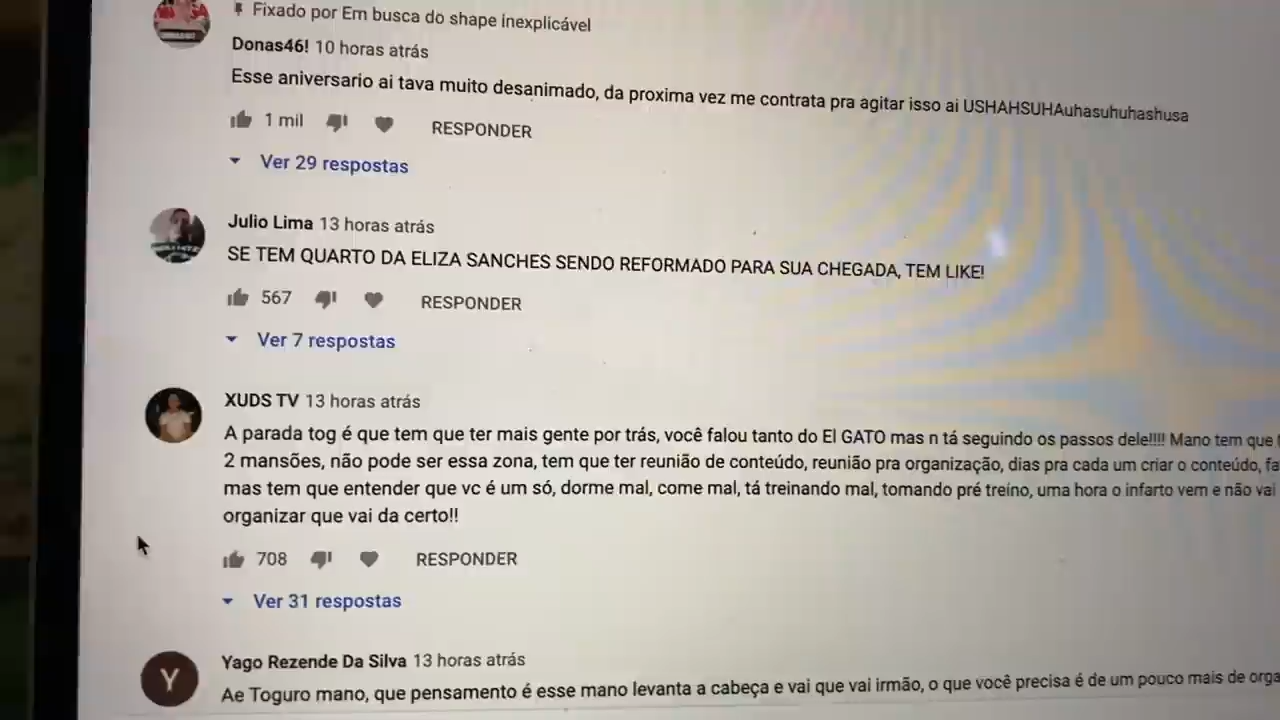 Fixado por Em busca do shape inexplicável
Donas46! 10 horas atrás
Esse aniversario ai tava muito desanimado, da proxima vez me contrata pra agitar isso ai USHAHSUHAuhasuhuhashusa
1 mil RESPONDER
Ver 29 respostas
Julio Lima 13 horas atrás
SE TEM QUARTO DA ELIZA SANCHES SENDO REFORMADO PARA SUA CHEGADA, TEM LIKE!
567 RESPONDER
Ver 7 respostas
XUDS TV 13 horas atrás
A parada tog é que tem que ter mais gente por trás, você falou tanto do El GATO mas n tá seguindo os passos dele!!!! Mano tem que
2 mansões, não pode ser essa zona, tem que ter reunião de conteúdo, reunião pra organização, dias pra cada um criar o conteúdo, fa
mas tem que entender que vc é um só, dorme mal, come mal, tá treinando mal, tomando pré treino, uma hora o infarto vem e não vai
organizar que vai da certo!!
708 RESPONDER
Ver 31 respostas
Y
Yago Rezende Da Silva 13 horas atrás
Ae Toguro mano, que pensamento é esse mano levanta a cabeça e vai que vai irmão, o que você precisa é de um pouco mais de orga